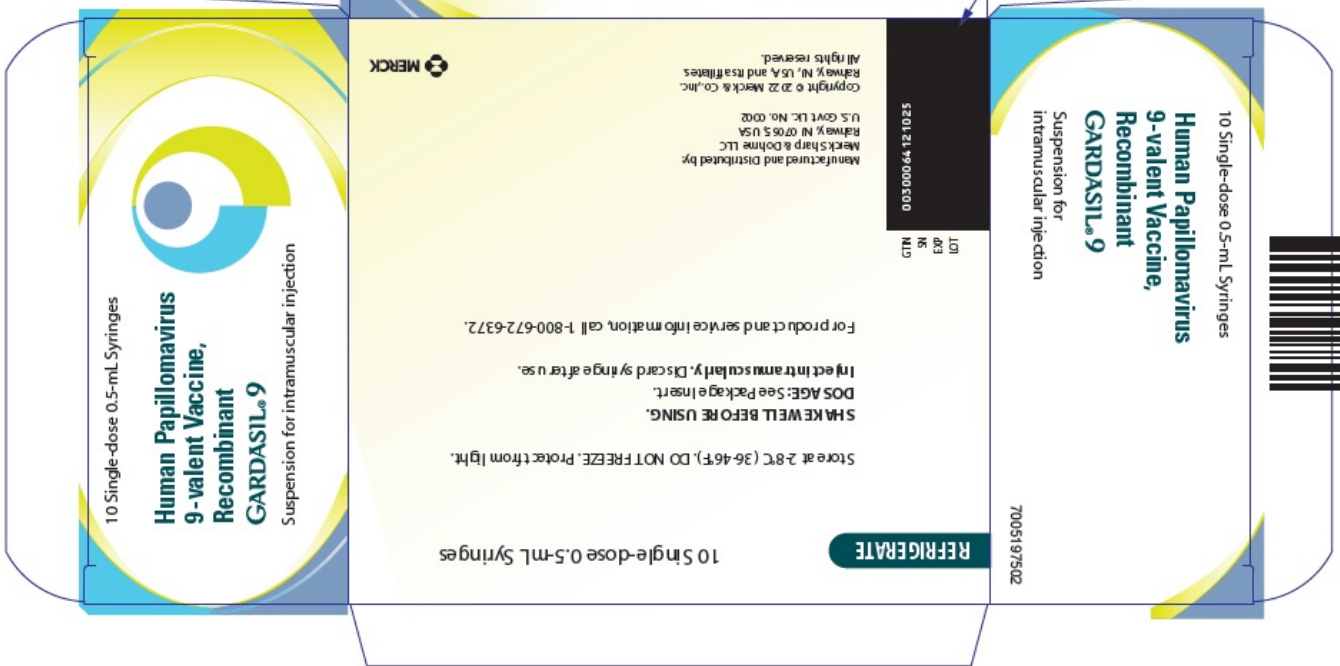 10 Single-dose 0.5-mL Syringes
Human Papillomavirus
9-valent Vaccine,
Recombinant
GARDASIL® 9
Suspension for intramuscular injection
REFRIGERATE
10 Single-dose 0.5-mL Syringes
Store at 2-8°C (36-46°F). DO NOT FREEZE. Protect from light.
SHAKE WELL BEFORE USING.
DOSAGE: See Package Insert.
Inject intramuscularly. Discard syringe after use.
For product and service information, call 1-800-672-6372.
LOT
EXP
SN
GTIN 00300064121025
Manufactured and Distributed by:
Merck Sharp & Dohme LLC
Rahway, NJ 07065, USA
U.S. Govt Lic. No. 0002
Copyright © 2022 Merck & Co., Inc.
Rahway, NJ, USA and its affiliates.
All rights reserved.
MERCK
10 Single-dose 0.5-mL Syringes
Human Papillomavirus
9-valent Vaccine,
Recombinant
GARDASIL® 9
Suspension for
intramuscular injection
7005197502